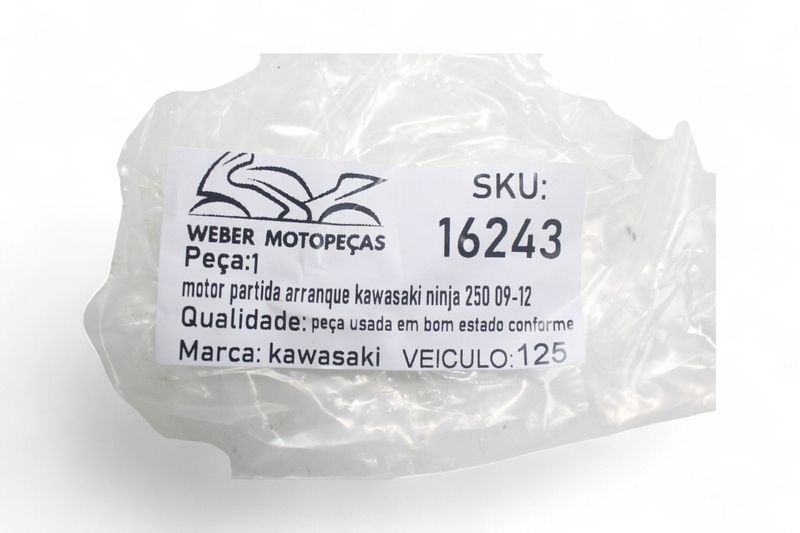 WEBER MOTOPEÇAS
SKU:
16243
Peça:1
motor partida arranque kawasaki ninja 250 09-12
Qualidade: peça usada em bom estado conforme
Marca: kawasaki VEICULO:125